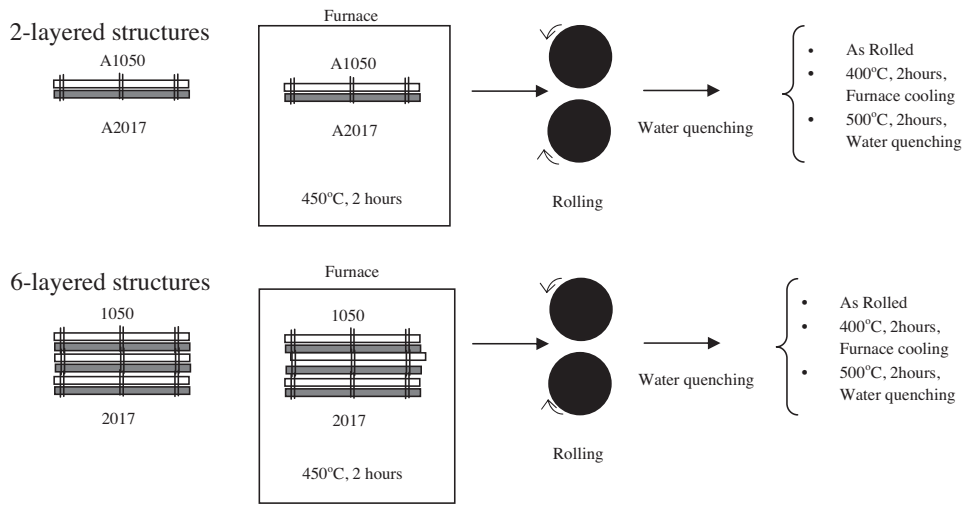 2-layered structures
A1050
A2017
Furnace
A1050
A2017
450°C, 2 hours
Rolling
Water quenching
• As Rolled
• 400°C, 2hours,
Furnace cooling
• 500°C, 2hours,
Water quenching
6-layered structures
1050
2017
Furnace
1050
2017
450°C, 2 hours
Rolling
Water quenching
• As Rolled
• 400°C, 2hours,
Furnace cooling
• 500°C, 2hours,
Water quenching